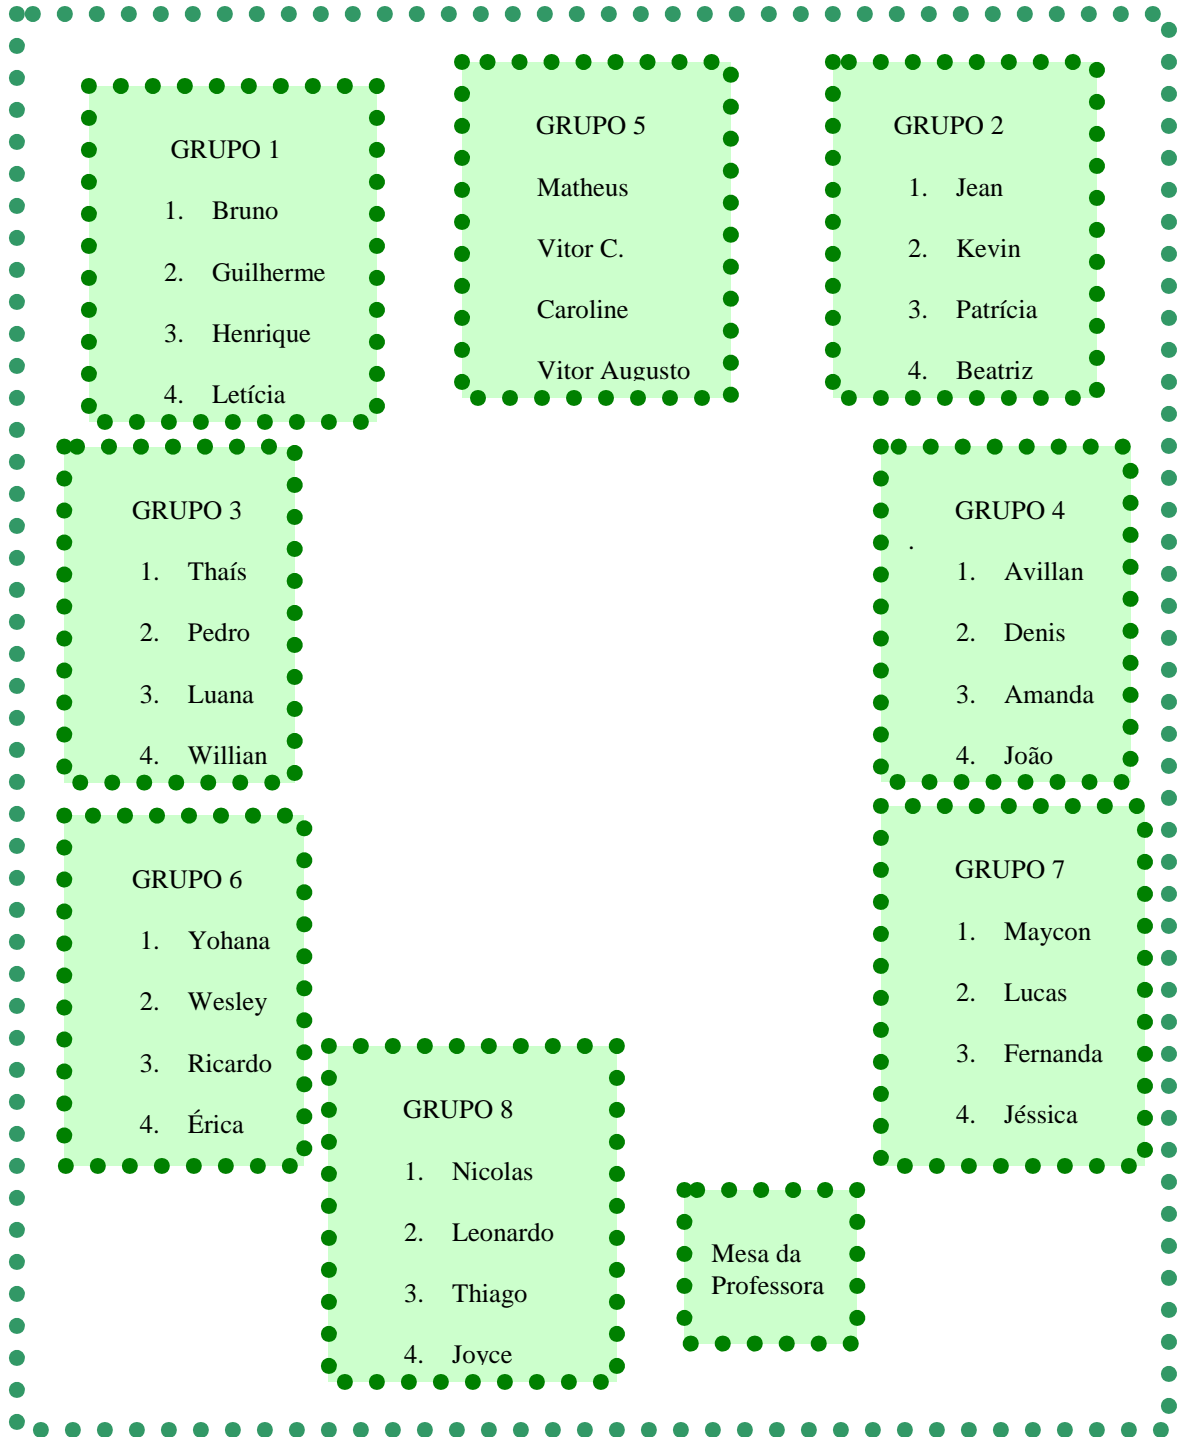 GRUPO 1
1. Bruno
2. Guilherme
3. Henrique
4. Letícia
GRUPO 5
Matheus
Vitor C.
Caroline
Vitor Augusto
GRUPO 2
1. Jean
2. Kevin
3. Patrícia
4. Beatriz
GRUPO 3
1. Thaís
2. Pedro
3. Luana
4. Willian
GRUPO 4
.
1. Avillan
2. Denis
3. Amanda
4. João
GRUPO 6
1. Yohana
2. Wesley
3. Ricardo
4. Érica
GRUPO 7
1. Maycon
2. Lucas
3. Fernanda
4. Jéssica
GRUPO 8
1. Nicolas
2. Leonardo
3. Thiago
4. Joyce
Mesa da
Professora